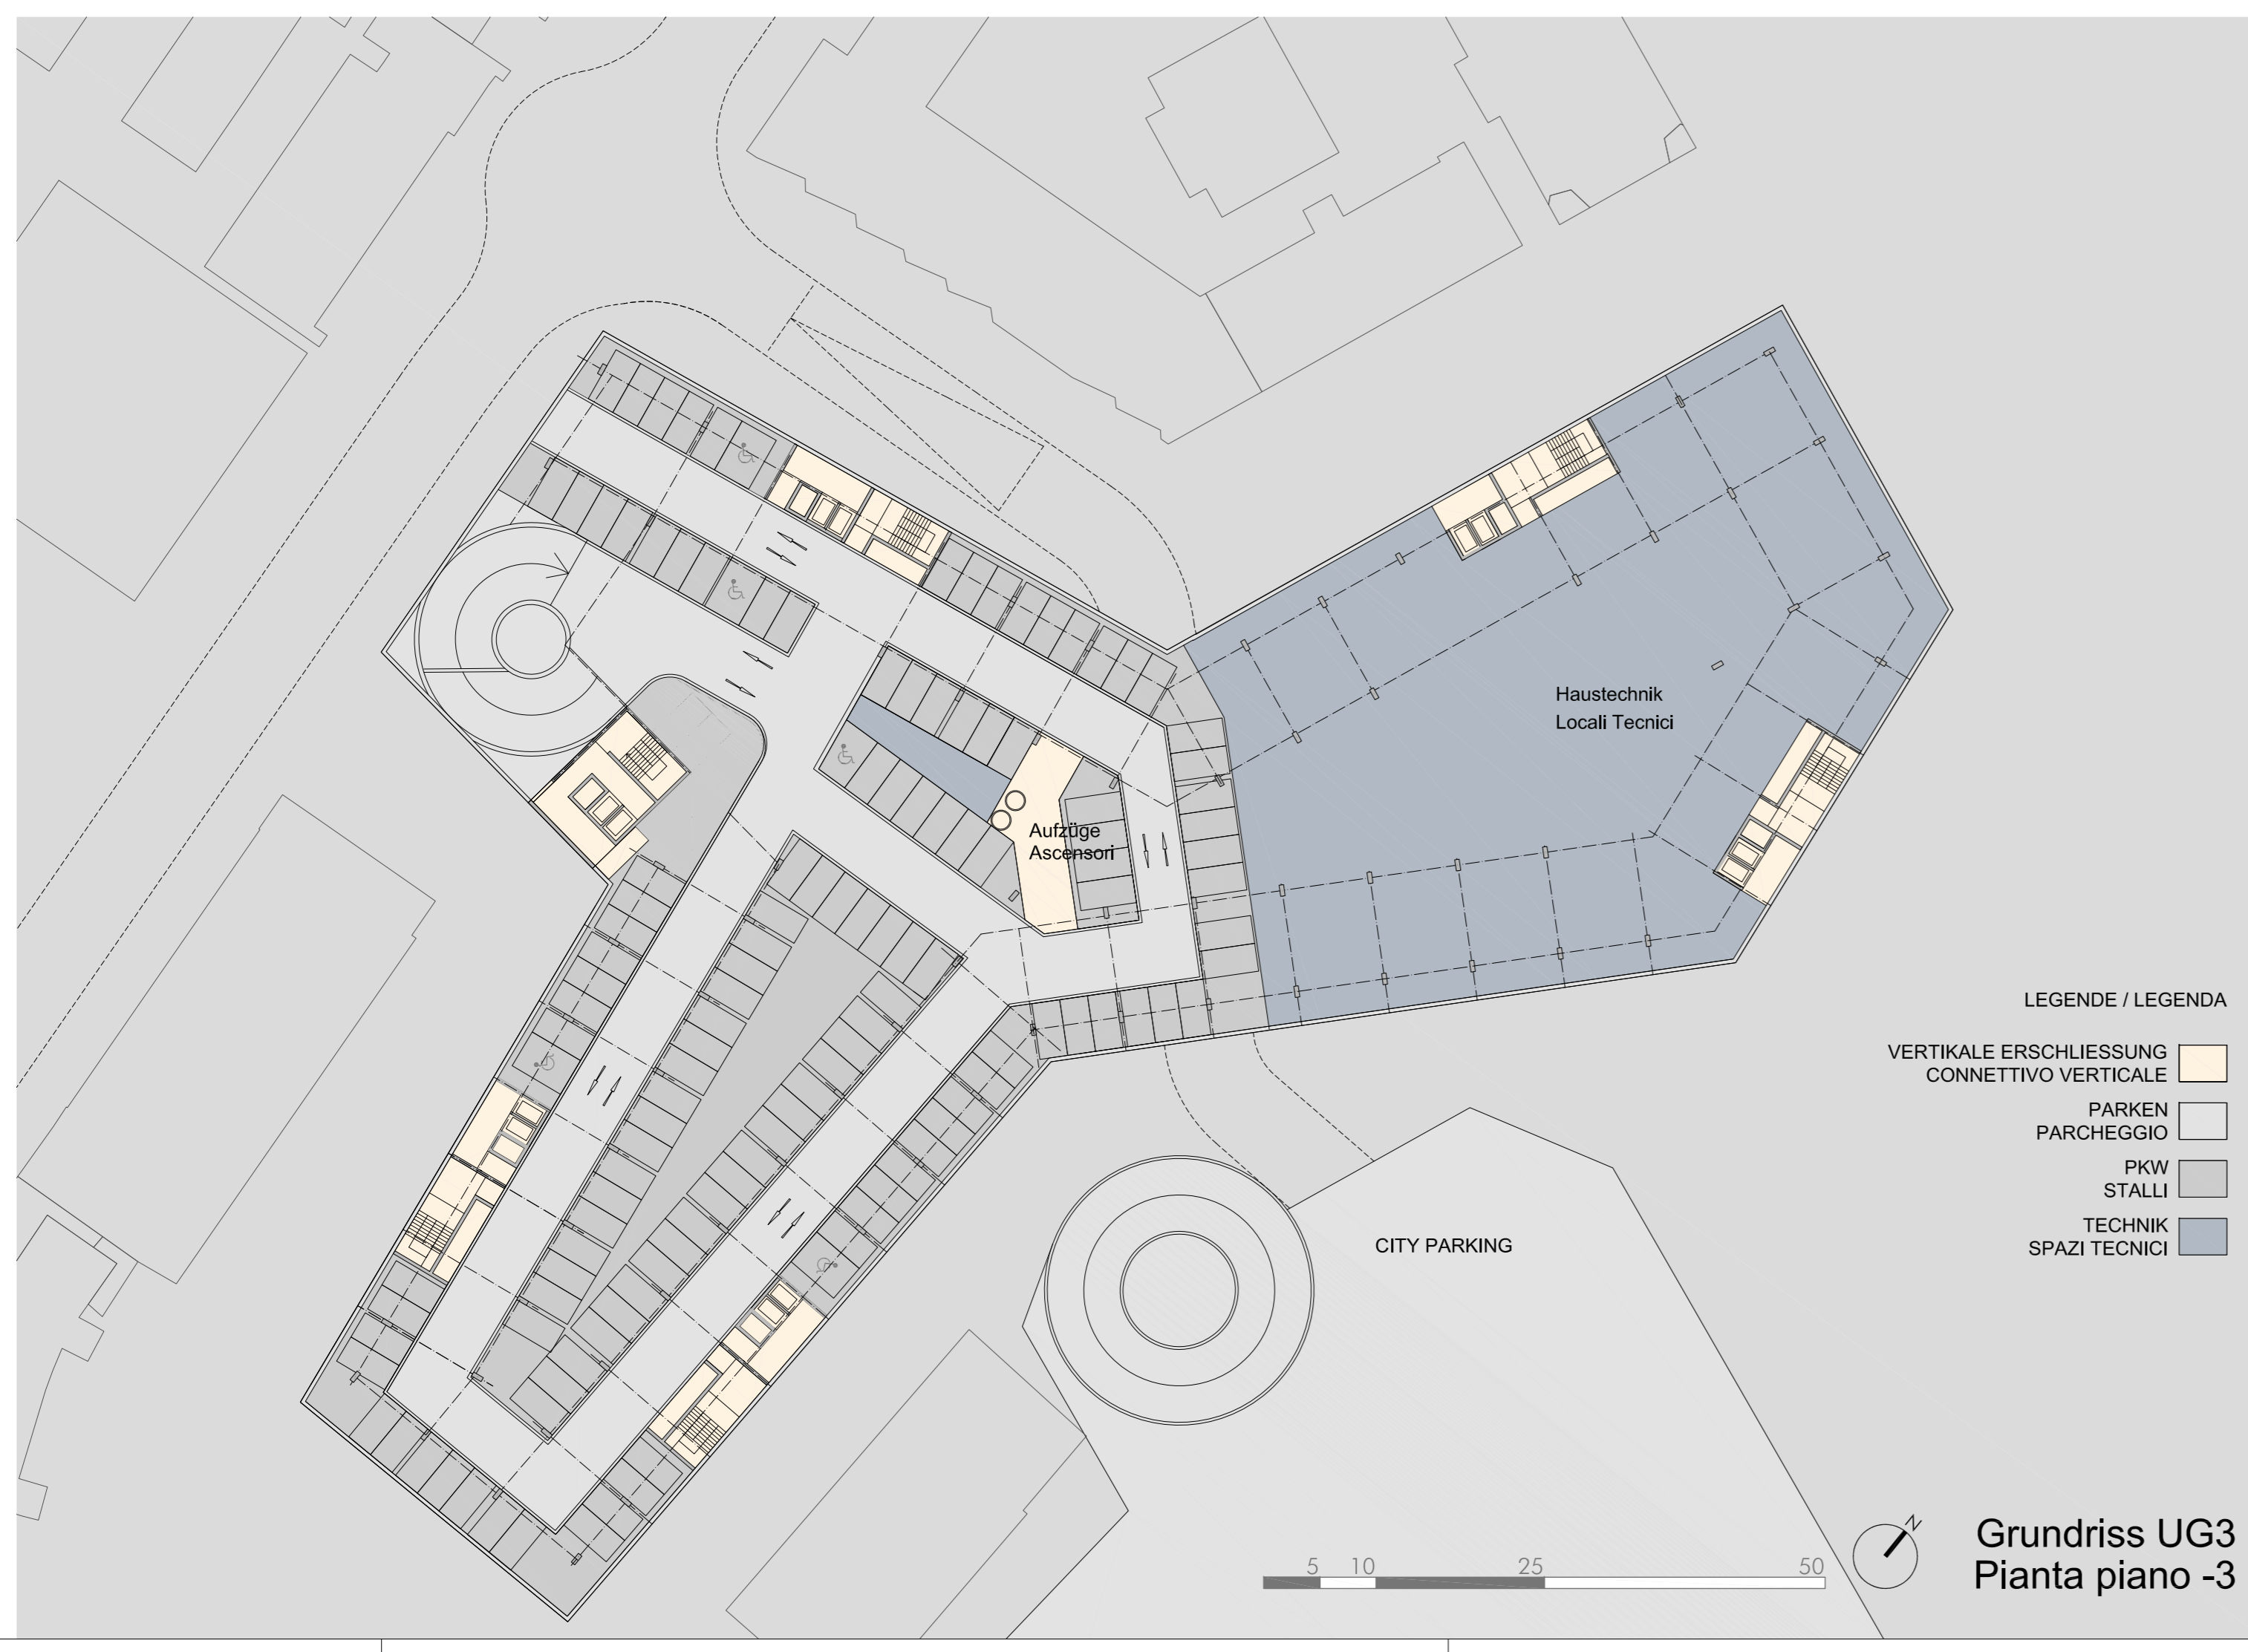 Haustechnik
Locali Tecnici
Aufzüge
Ascensori
LEGENDE / LEGENDA
VERTIKALE ERSCHLIESSUNG
CONNETTIVO VERTICALE
PARKEN
PARCHEGGIO
PKW
STALLI
TECHNIK
SPAZI TECNICI
CITY PARKING
5 10 25 50
N
Grundriss UG3
Pianta piano -3